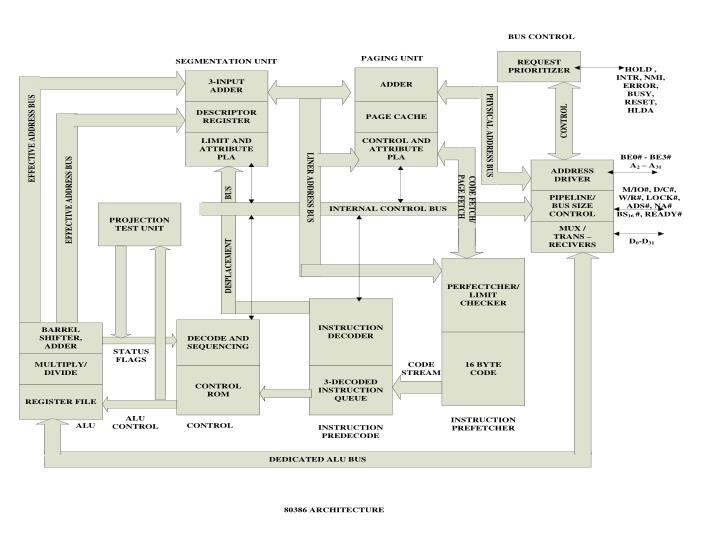 BUS CONTROL
SEGMENTATION UNIT
PAGING UNIT
REQUEST
PRIORITIZER
HOLD ,
INTR, NMI,
ERROR,
BUSY,
RESET,
HLDA
3-INPUT
ADDER
DESCRIPTOR
REGISTER
LIMIT AND
ATTRIBUTE
PLA
ADDER
PAGE CACHE
CONTROL AND
ATTRIBUTE
PLA
EFFECTIVE ADDRESS BUS
EFFECTIVE ADDRESS BUS
LINER ADDRESS BUS
PHYSICAL ADDRESS BUS
CONTROL
CODE FETCH/
PAGE FETCH
BUS
DISPLACEMENT
INTERNAL CONTROL BUS
ADDRESS
DRIVER
PIPELINE/
BUS SIZE
CONTROL
MUX /
TRANS –
RECIVERS
BE0# - BE3#
A2 – A31
M/IO#, D/C#,
W/R#, LOCK#,
ADS#, NA#
BS16 #, READY#
D0-D31
PROJECTION
TEST UNIT
BARREL
SHIFTER,
ADDER
MULTIPLY/
DIVIDE
REGISTER FILE
STATUS
FLAGS
ALU
ALU
CONTROL
DECODE AND
SEQUENCING
CONTROL
ROM
CONTROL
INSTRUCTION
DECODER
3-DECODED
INSTRUCTION
QUEUE
INSTRUCTION
PREDECODE
CODE
STREAM
PERFECTCHER/
LIMIT
CHECKER
16 BYTE
CODE
INSTRUCTION
PREFETCHER
DEDICATED ALU BUS
80386 ARCHITECTURE